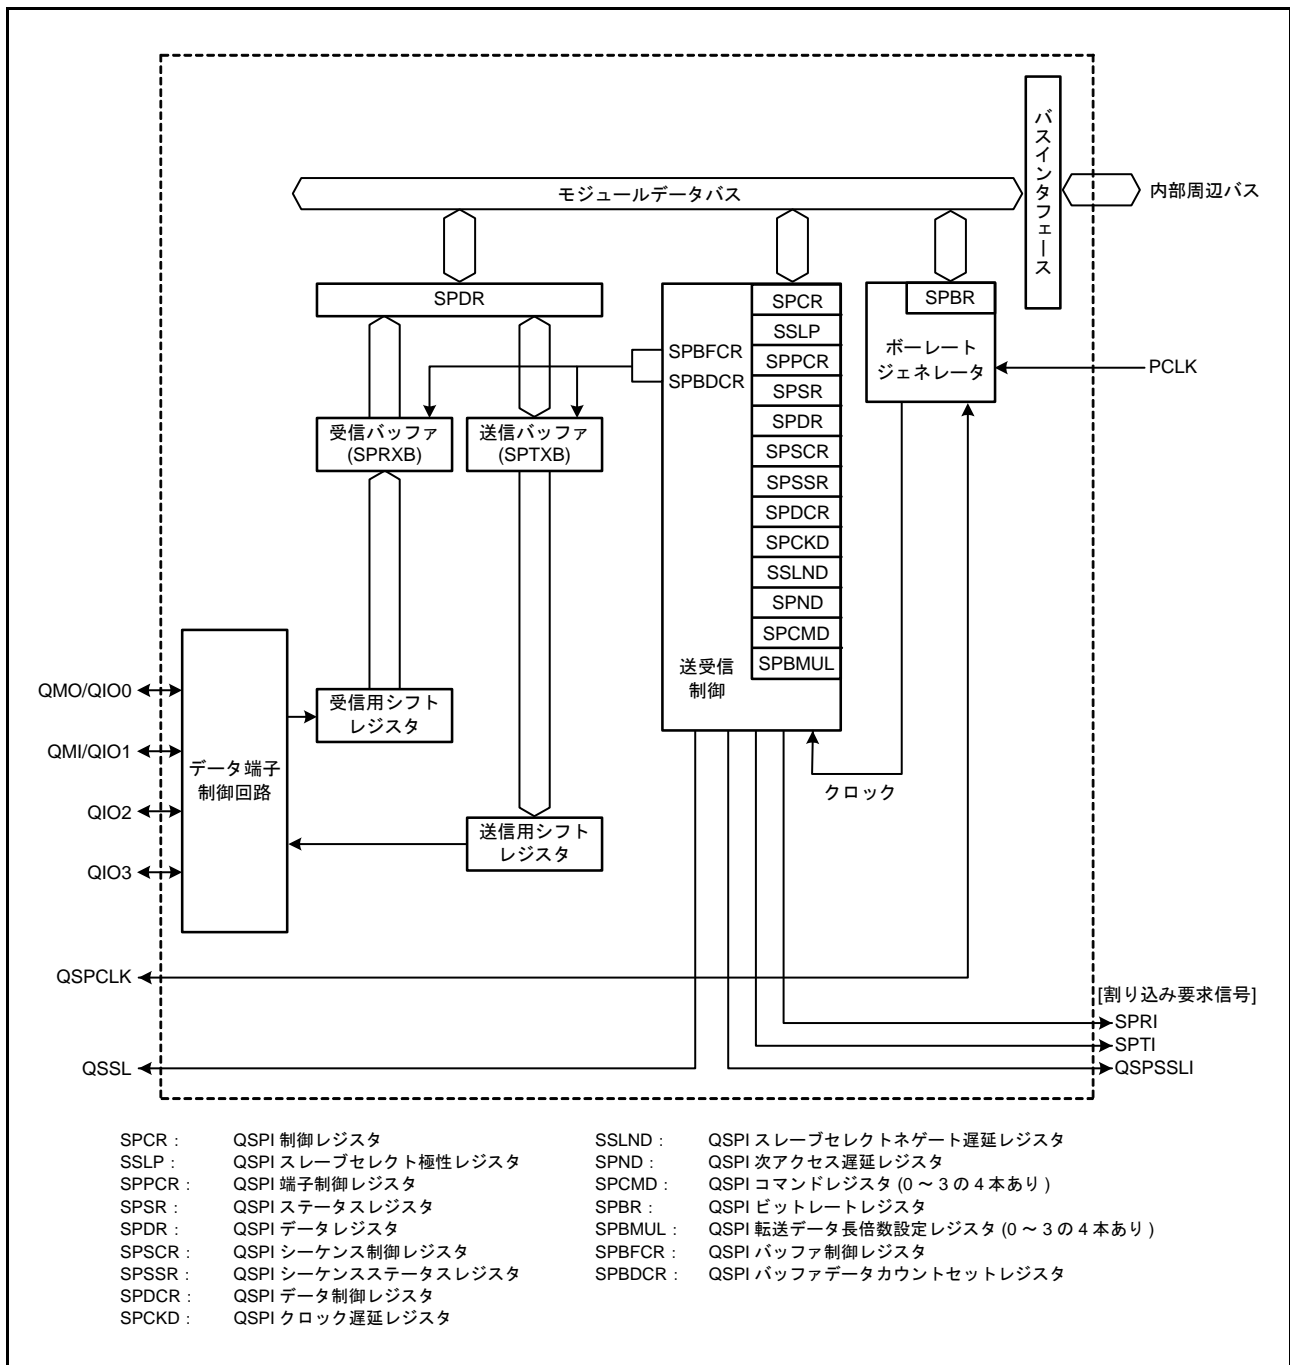 バスインタフェース
モジュールデータバス
内部周辺バス
SPDR
SPCR
SSLP
SPPCR
SPSR
SPDR
SPSCR
SPSSR
SPDCR
SPCKD
SSLND
SPND
SPCMD
SPBMUL
SPBFCR
SPBDCR
送受信
制御
SPBR
ボーレート
ジェネレータ
PCLK
受信バッファ
(SPRXB)
送信バッファ
(SPTXB)
QMO/QIO0
QMI/QIO1
QIO2
QIO3
データ端子
制御回路
受信用シフト
レジスタ
送信用シフト
レジスタ
クロック
QSPCLK
QSSL
[割り込み要求信号]
SPRI
SPTI
QSPSSLI
SPCR : QSPI 制御レジスタ
SSLP : QSPI スレーブセレクト極性レジスタ
SPPCR : QSPI 端子制御レジスタ
SPSR : QSPI ステータスレジスタ
SPDR : QSPI データレジスタ
SPSCR : QSPI シーケンス制御レジスタ
SPSSR : QSPI シーケンスステータスレジスタ
SPDCR : QSPI データ制御レジスタ
SPCKD : QSPI クロック遅延レジスタ
SSLND : QSPI スレーブセレクトネゲート遅延レジスタ
SPND : QSPI 次アクセス遅延レジスタ
SPCMD : QSPI コマンドレジスタ (0 ～ 3 の 4 本あり )
SPBR : QSPI ビットレートレジスタ
SPBMUL : QSPI 転送データ長倍数設定レジスタ (0 ～ 3 の 4 本あり )
SPBFCR : QSPI バッファ制御レジスタ
SPBDCR : QSPI バッファデータカウントセットレジスタ